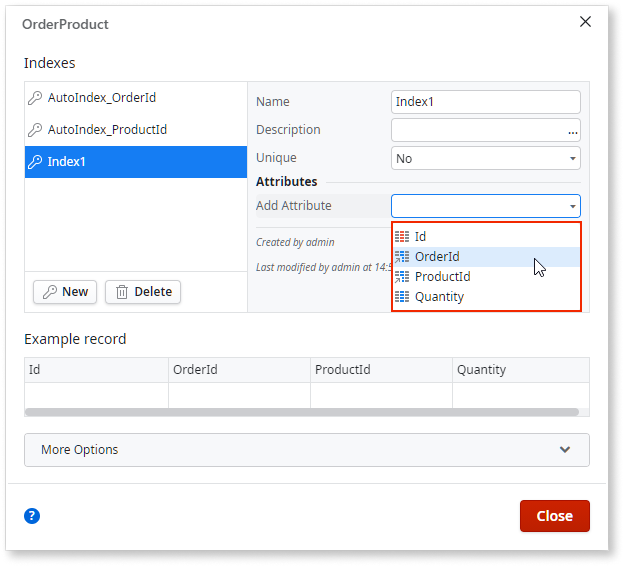 OrderProduct
Indexes
AutoIndex_OrderId
AutoIndex_ProductId
Index1
New
Delete
Name
Index1
Description
...
Unique
No
Attributes
Add Attribute
Id
OrderId
ProductId
Quantity
Created by admin
Last modified by admin at 14:5
Example record
Id OrderId ProductId Quantity
More Options
?
Close